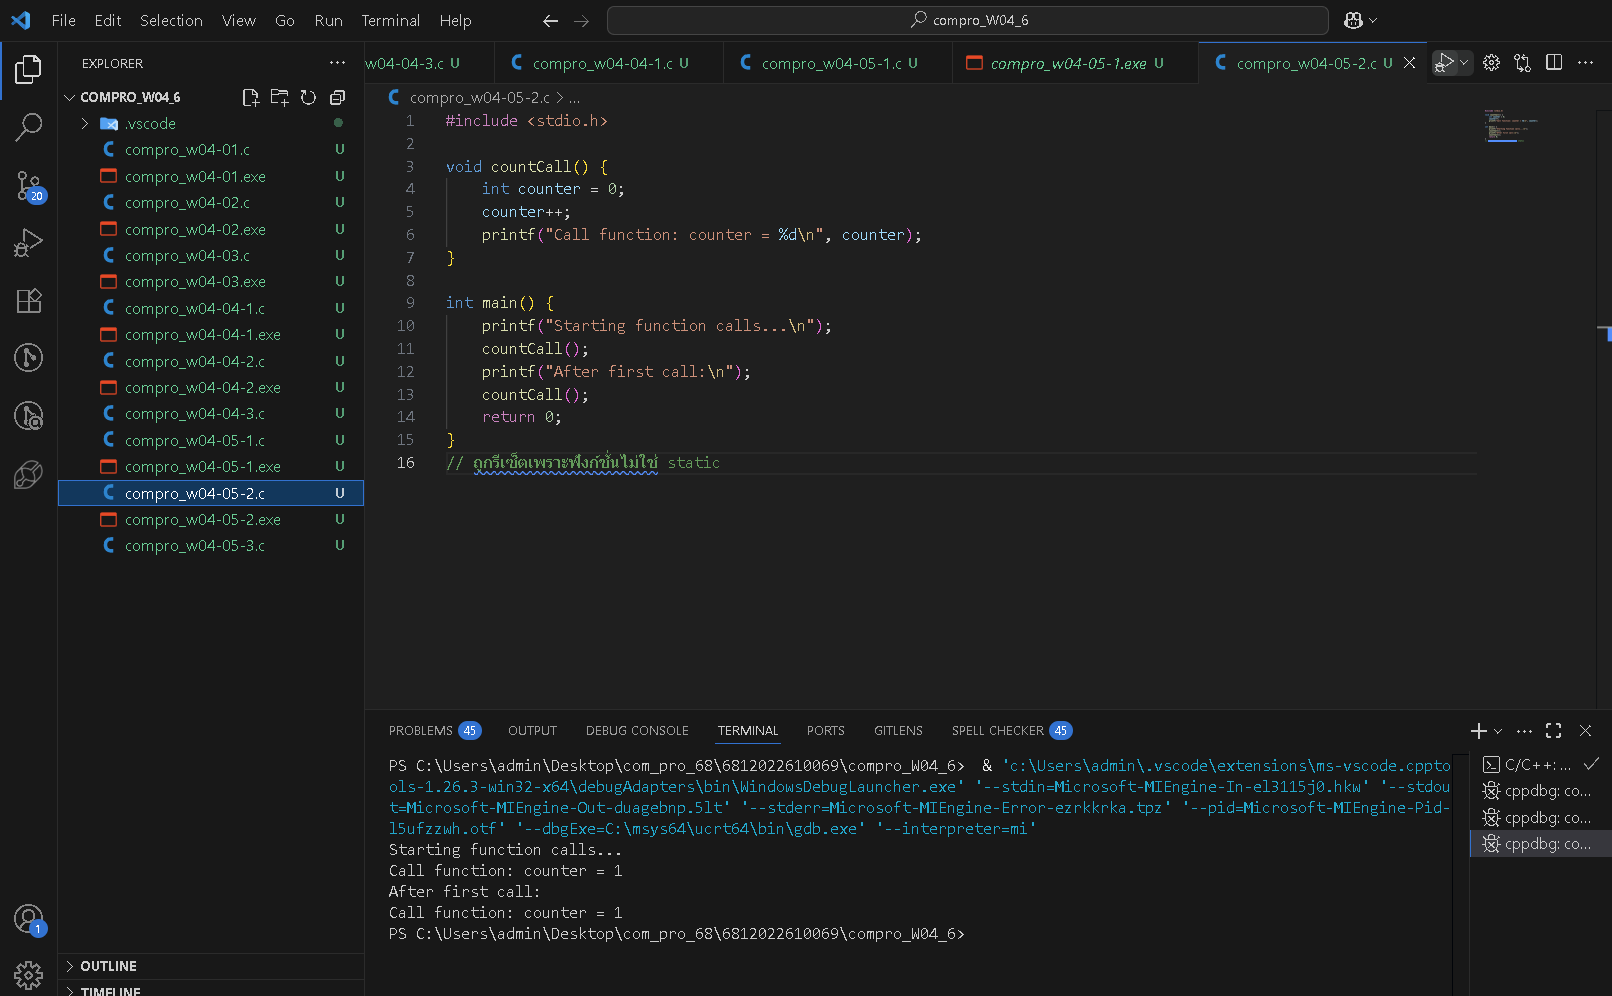 File Edit Selection View Go Run Terminal Help
compro_W04_6
EXPLORER
COMPRO_W04_6
.vscode
compro_w04-01.c U
compro_w04-01.exe U
compro_w04-02.c U
compro_w04-02.exe U
compro_w04-03.c U
compro_w04-03.exe U
compro_w04-04-1.c U
compro_w04-04-1.exe U
compro_w04-04-2.c U
compro_w04-04-2.exe U
compro_w04-04-3.c U
compro_w04-05-1.c U
compro_w04-05-1.exe U
compro_w04-05-2.c U
compro_w04-05-2.exe U
compro_w04-05-3.c U
OUTLINE
TIMELINE
20
1
w04-04-3.c U compro_w04-04-1.c U compro_w04-05-1.c U compro_w04-05-1.exe U compro_w04-05-2.c U
compro_w04-05-2.c > ...
1 #include <stdio.h>
2
3 void countCall() {
4 int counter = 0;
5 counter++;
6 printf("Call function: counter = %d\n", counter);
7 }
8
9 int main() {
10 printf("Starting function calls...\n");
11 countCall();
12 printf("After first call:\n");
13 countCall();
14 return 0;
15 }
16 // ถูกรีเซ็ตเพราะฟังก์ชั่นไม่ใช่ static
PROBLEMS 45 OUTPUT DEBUG CONSOLE TERMINAL PORTS GITLENS SPELL CHECKER 45
PS C:\Users\admin\Desktop\com_pro_68\6812022610069\compro_W04_6> & 'c:\Users\admin\.vscode\extensions\ms-vscode.cppto
ols-1.26.3-win32-x64\debugAdapters\bin\WindowsDebugLauncher.exe' '--stdin=Microsoft-MIEngine-In-el3115j0.hkw' '--stdou
t=Microsoft-MIEngine-Out-duagebnp.5lt' '--stderr=Microsoft-MIEngine-Error-ezrkkrka.tpz' '--pid=Microsoft-MIEngine-Pid-
l5ufzzwh.otf' '--dbgExe=C:\msys64\ucrt64\bin\gdb.exe' '--interpreter=mi'
Starting function calls...
Call function: counter = 1
After first call:
Call function: counter = 1
PS C:\Users\admin\Desktop\com_pro_68\6812022610069\compro_W04_6>
C/C++: ...
cppdbg: co...
cppdbg: co...
cppdbg: co...